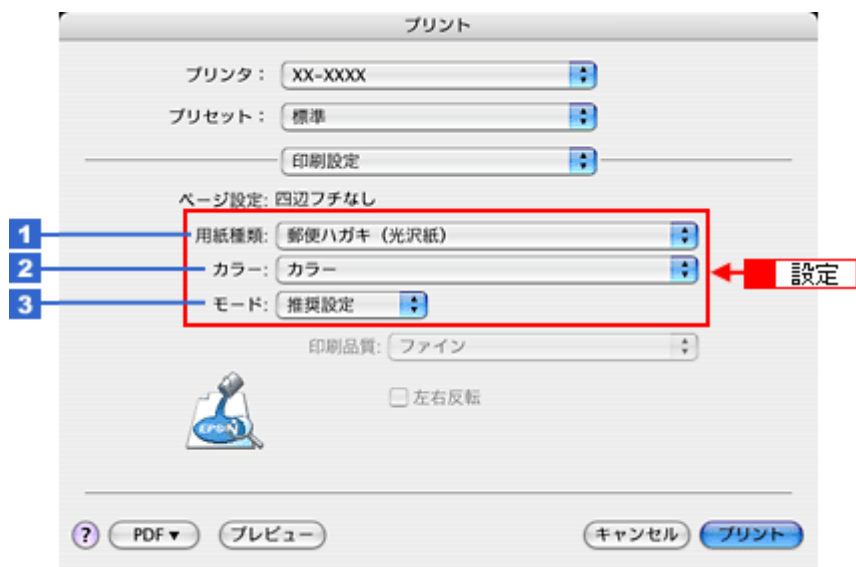 プリント
プリンタ： XX-XXXX
プリセット： 標準
印刷設定
ページ設定: 四辺フチなし
1 用紙種類: 郵便ハガキ（光沢紙）
2 カラー: カラー
設定
3 モード: 推奨設定
印刷品質: ファイン
左右反転
EPSON
? PDF▼ プレビュー キャンセル プリント